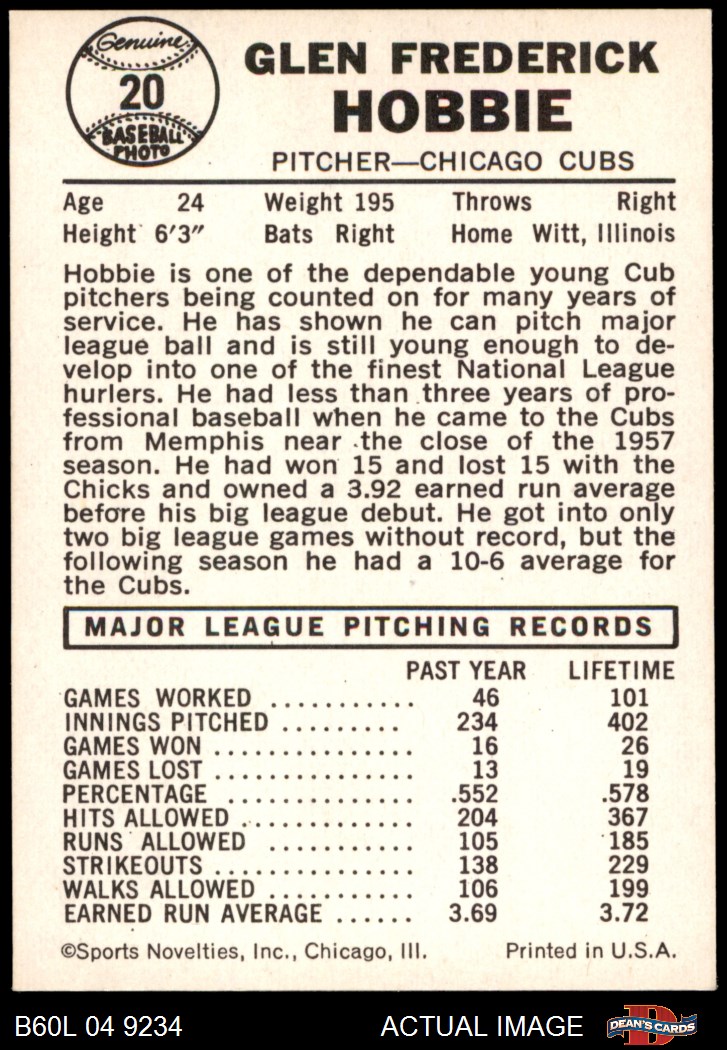 Genuine
20
BASEBALL
PHOTO
GLEN FREDERICK
HOBBIE
PITCHER—CHICAGO CUBS
Age 24 Weight 195 Throws Right
Height 6'3" Bats Right Home Witt, Illinois
Hobbie is one of the dependable young Cub
pitchers being counted on for many years of
service. He has shown he can pitch major
league ball and is still young enough to de-
velop into one of the finest National League
hurlers. He had less than three years of pro-
fessional baseball when he came to the Cubs
from Memphis near the close of the 1957
season. He had won 15 and lost 15 with the
Chicks and owned a 3.92 earned run average
before his big league debut. He got into only
two big league games without record, but the
following season he had a 10-6 average for
the Cubs.
MAJOR LEAGUE PITCHING RECORDS
PAST YEAR LIFETIME
GAMES WORKED ........... 46 101
INNINGS PITCHED ......... 234 402
GAMES WON ............... 16 26
GAMES LOST ............... 13 19
PERCENTAGE .............. .552 .578
HITS ALLOWED ............. 204 367
RUNS ALLOWED ........... 105 185
STRIKEOUTS ............... 138 229
WALKS ALLOWED ........... 106 199
EARNED RUN AVERAGE ...... 3.69 3.72
©Sports Novelties, Inc., Chicago, Ill. Printed in U.S.A.
B60L 04 9234 ACTUAL IMAGE DEAN'S CARDS